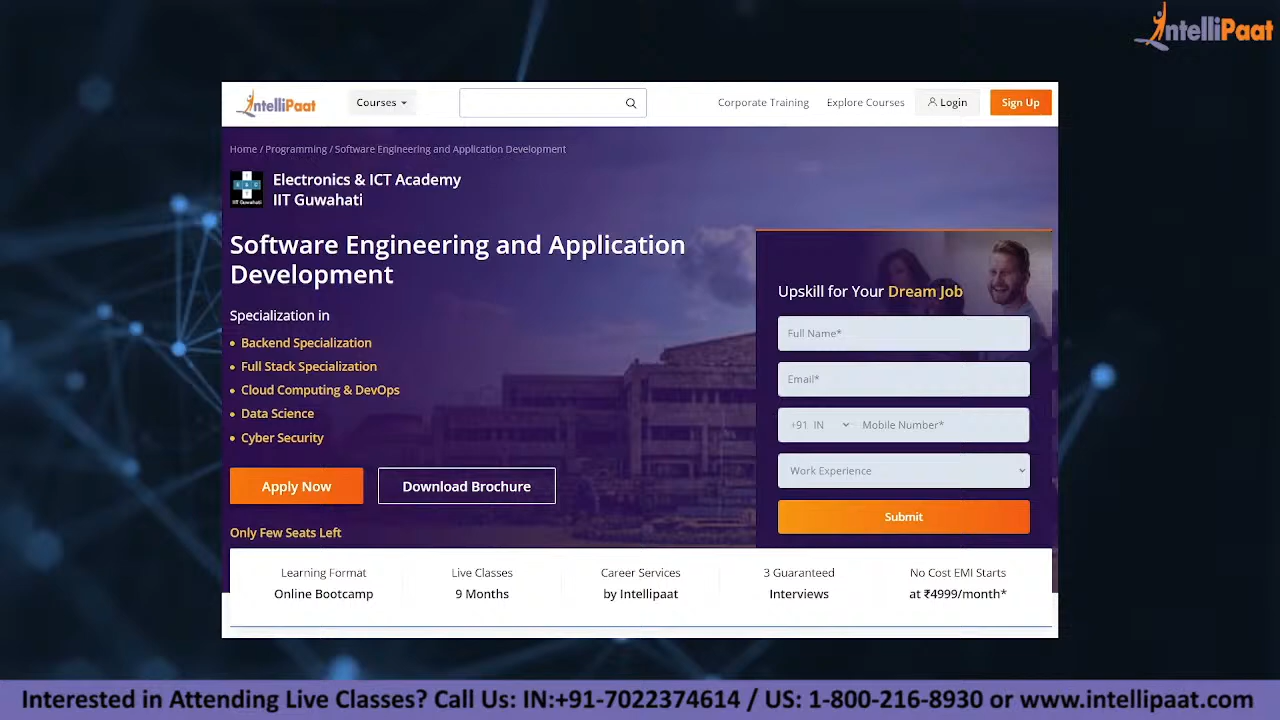 IntelliPaat
IntelliPaat
Courses
Corporate Training
Explore Courses
Login
Sign Up
Home / Programming / Software Engineering and Application Development
Electronics & ICT Academy
IIT Guwahati
IIT Guwahati
Software Engineering and Application
Development
Specialization in
Backend Specialization
Full Stack Specialization
Cloud Computing & DevOps
Data Science
Cyber Security
Apply Now
Download Brochure
Only Few Seats Left
Upskill for Your Dream Job
Full Name*
Email*
+91 IN Mobile Number*
Work Experience
Submit
Learning Format
Online Bootcamp
Live Classes
9 Months
Career Services
by Intellipaat
3 Guaranteed
Interviews
No Cost EMI Starts
at ₹4999/month*
Interested in Attending Live Classes? Call Us: IN:+91-7022374614 / US: 1-800-216-8930 or www.intellipaat.com